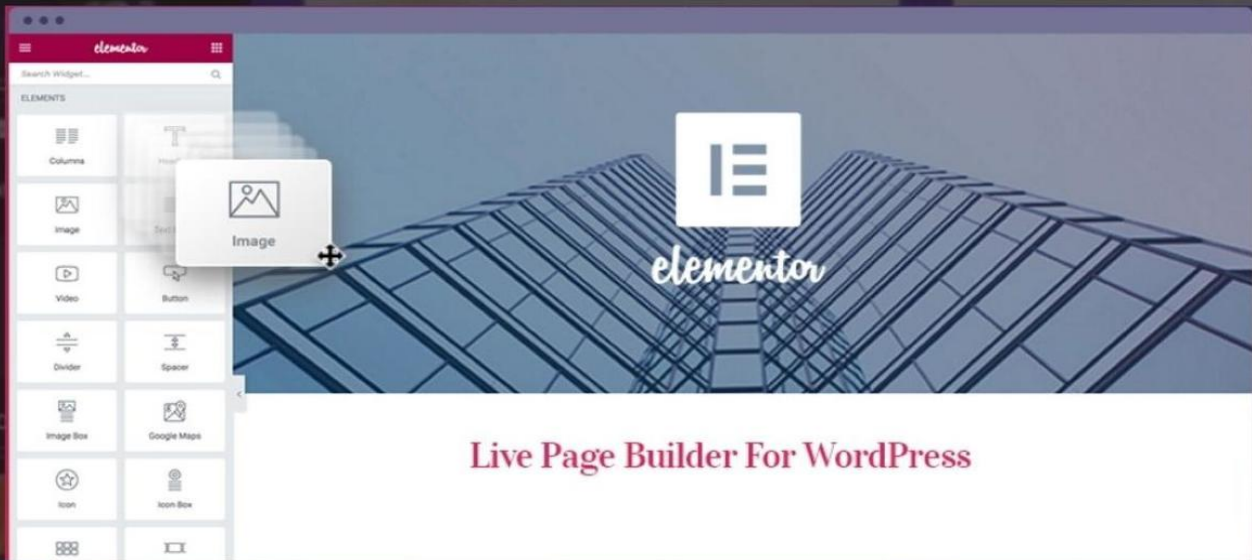 elementor
Search Widget...
ELEMENTS
Columns
Image
Image
Video
Button
Divider
Spacer
Image Box
Google Maps
Icon
Icon Box
elementor
Live Page Builder For WordPress